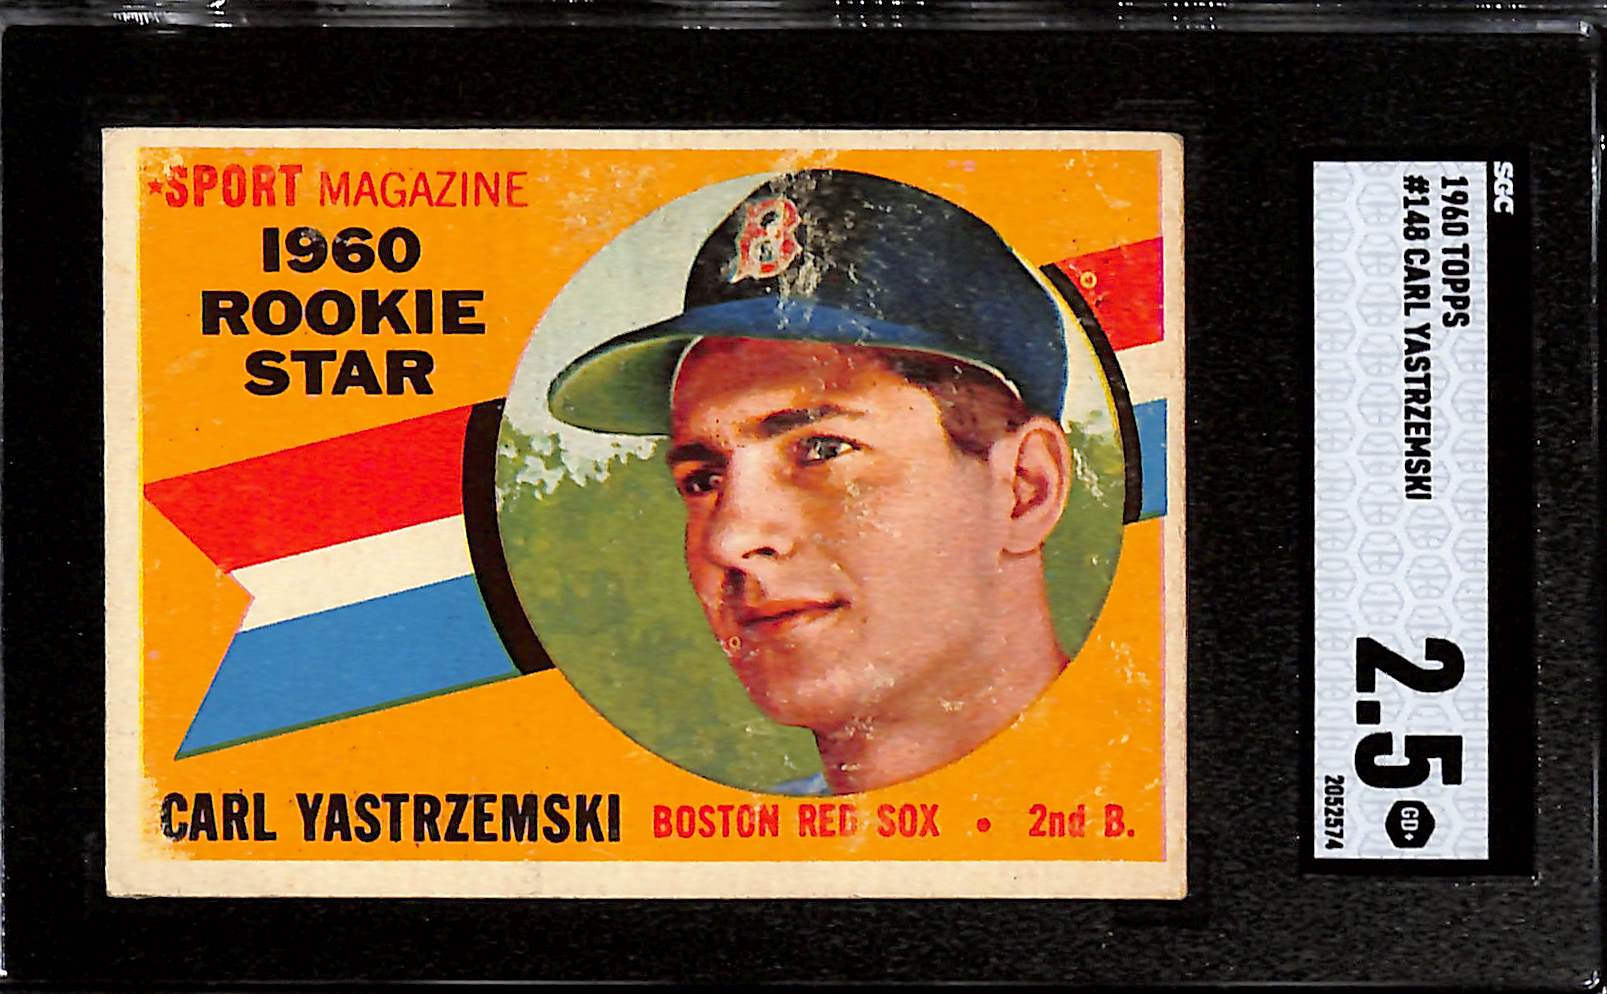 ★SPORT MAGAZINE
1960
ROOKIE
STAR
B
CARL YASTRZEMSKI BOSTON RED SOX • 2nd B.
SGC
1960 TOPPS
#148 CARL YASTRZEMSKI
2.5
GD+
2052574